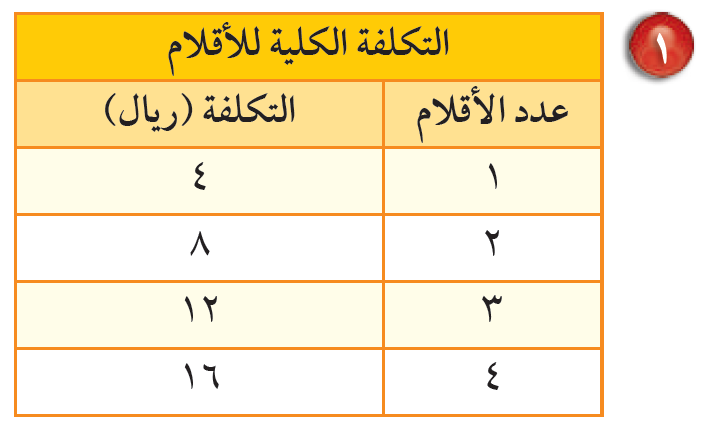 ١
التكلفة الكلية للأقلام
عدد الأقلام التكلفة (ريال)
١ ٤
٢ ٨
٣ ١٢
٤ ١٦